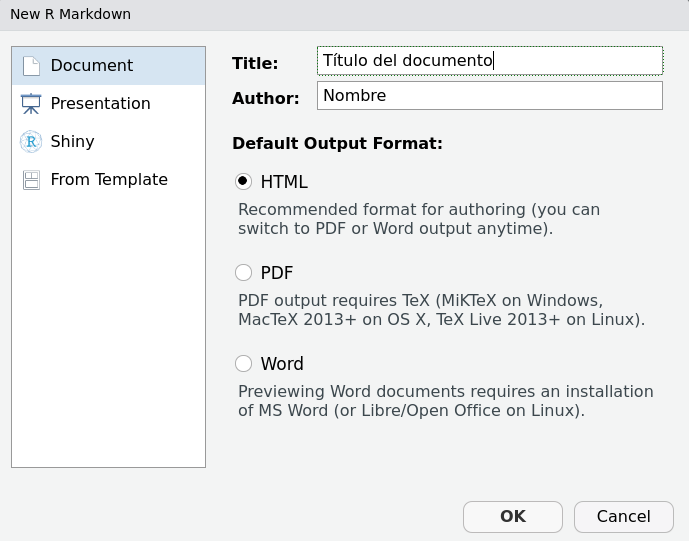 New R Markdown
Document
Presentation
Shiny
From Template
Title: Título del documento
Author: Nombre
Default Output Format:
HTML
Recommended format for authoring (you can
switch to PDF or Word output anytime).
PDF
PDF output requires TeX (MiKTeX on Windows,
MacTeX 2013+ on OS X, TeX Live 2013+ on Linux).
Word
Previewing Word documents requires an installation
of MS Word (or Libre/Open Office on Linux).
OK Cancel